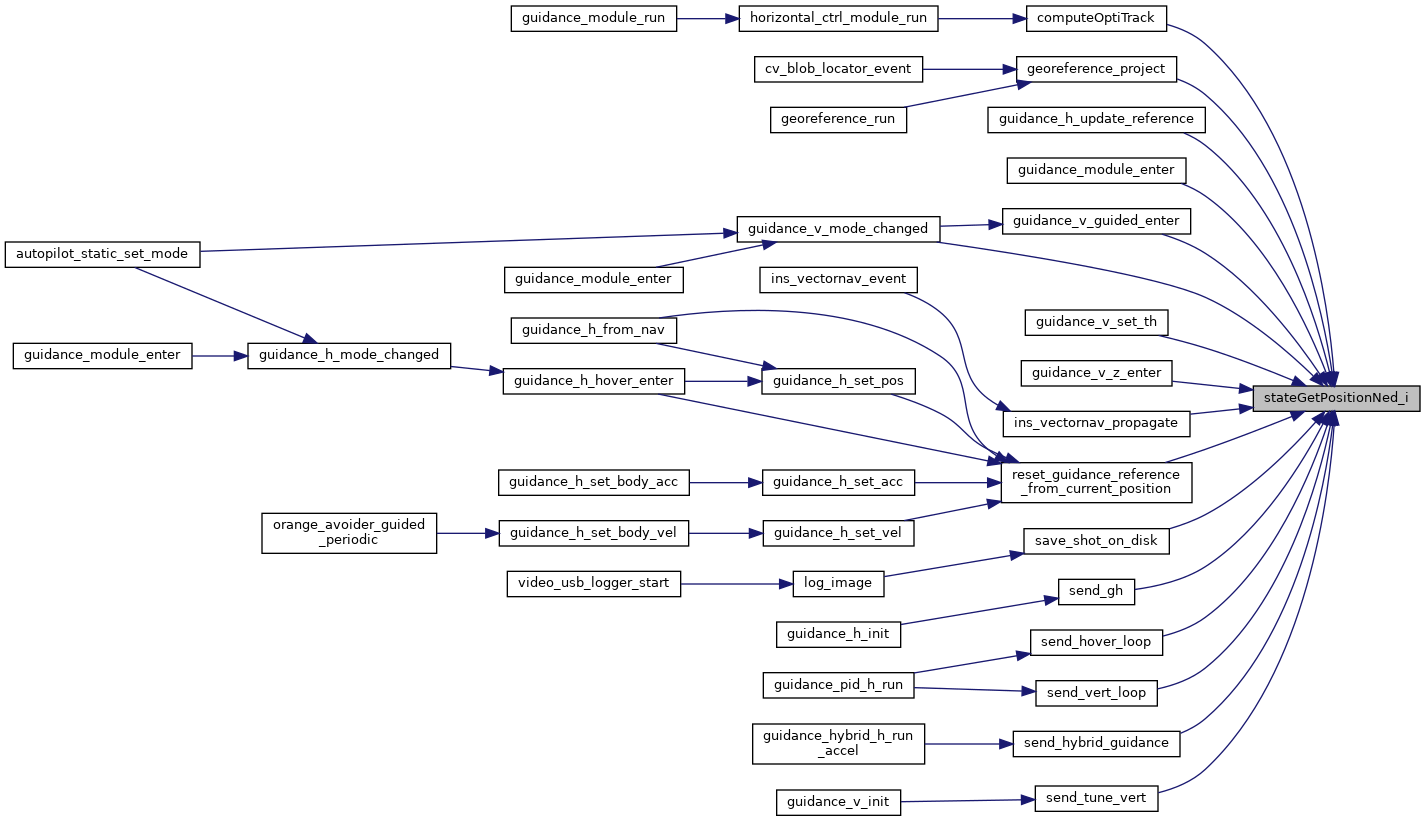 guidance_module_run
horizontal_ctrl_module_run
computeOptiTrack
cv_blob_locator_event
georeference_project
georeference_run
guidance_h_update_reference
guidance_module_enter
guidance_v_mode_changed
guidance_v_guided_enter
autopilot_static_set_mode
guidance_module_enter
ins_vectornav_event
guidance_h_from_nav
guidance_v_set_th
guidance_module_enter
guidance_h_mode_changed
guidance_h_hover_enter
guidance_h_set_pos
guidance_v_z_enter
stateGetPositionNed_i
ins_vectornav_propagate
guidance_h_set_body_acc
guidance_h_set_acc
reset_guidance_reference
_from_current_position
orange_avoider_guided
_periodic
guidance_h_set_body_vel
guidance_h_set_vel
save_shot_on_disk
video_usb_logger_start
log_image
send_gh
guidance_h_init
send_hover_loop
guidance_pid_h_run
send_vert_loop
guidance_hybrid_h_run
_accel
send_hybrid_guidance
guidance_v_init
send_tune_vert